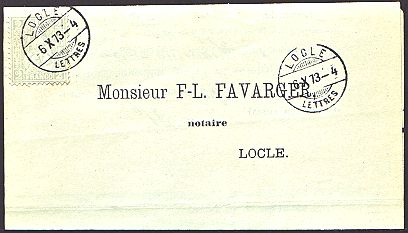 LOCLE
-6 X 73-4
LETTRES
LOCLE
-6 X 73-4
LETTRES
Monsieur F-L. FAVARGER
notaire
LOCLE.